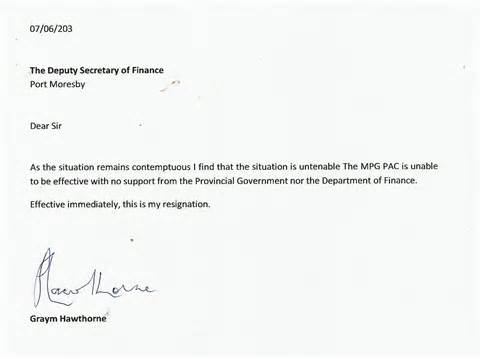 07/06/203
The Deputy Secretary of Finance
Port Moresby
Dear Sir
As the situation remains contemptuous I find that the situation is untenable The MPG PAC is unable
to be effective with no support from the Provincial Government nor the Department of Finance.
Effective immediately, this is my resignation.
Hawthorne
Graym Hawthorne